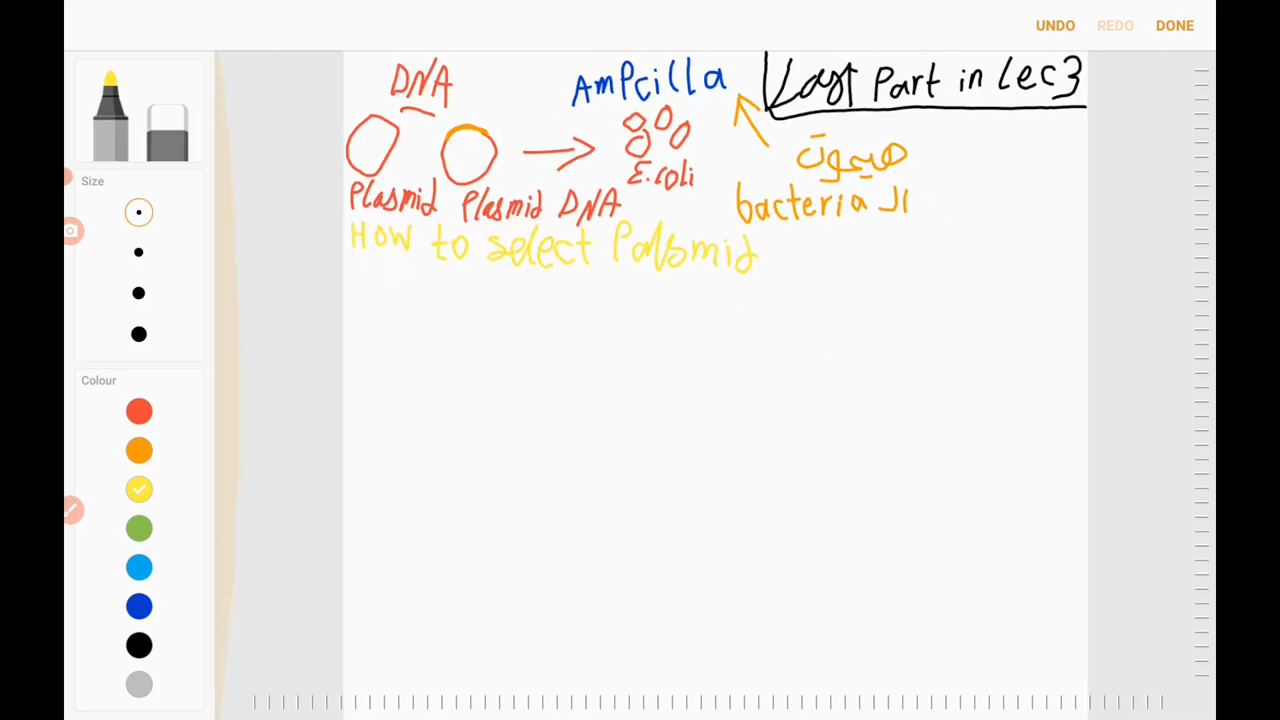 UNDO REDO DONE
Size
Colour
Last Part in Lec3
DNA
AmPcilla
هيموت
bacteria ال
E.coli
Plasmid
Plasmid DNA
How to select Palsmid